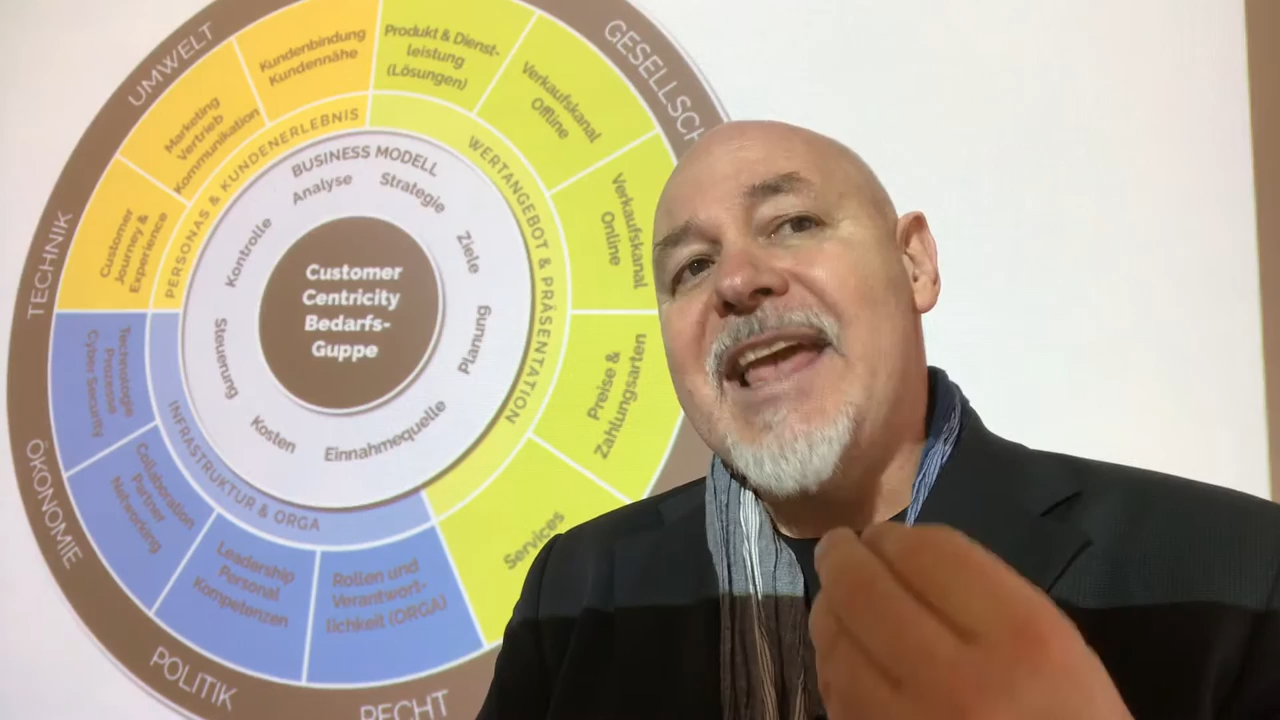 UMWELT
GESELLSCH
TECHNIK
ÖKONOMIE
POLITIK
RECHT
Kundenbindung
Kundennähe
Produkt & Dienst-
leistung
(Lösungen)
Verkaufskanal
Offline
Verkaufskanal
Online
Preise &
Zahlungsarten
Services
Rollen und
Verantwort-
lichkeit (ORGA)
Leadership
Personal
Kompetenzen
Collaboration
Partner
Networking
Technologie
Prozesse
Cyber Security
Customer
Journey &
Experience
Marketing
Vertrieb
Kommunikation
PERSONAS & KUNDENERLEBNIS
WERTANGEBOT & PRÄSENTATION
INFRASTRUKTUR & ORGA
BUSINESS MODELL
Analyse
Strategie
Ziele
Planung
Einnahmequelle
Kosten
Steuerung
Kontrolle
Customer
Centricity
Bedarfs-
Guppe